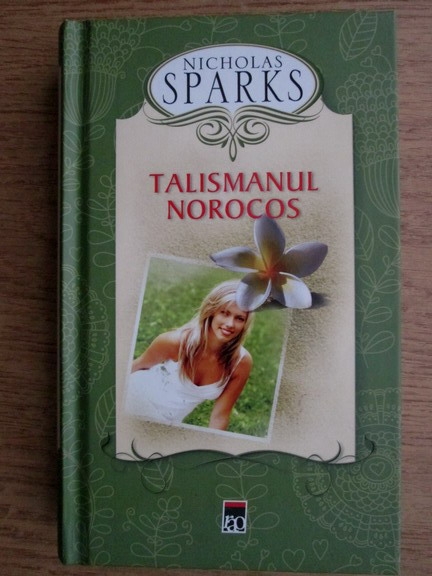 NICHOLAS
SPARKS
TALISMANUL
NOROCOS
rao